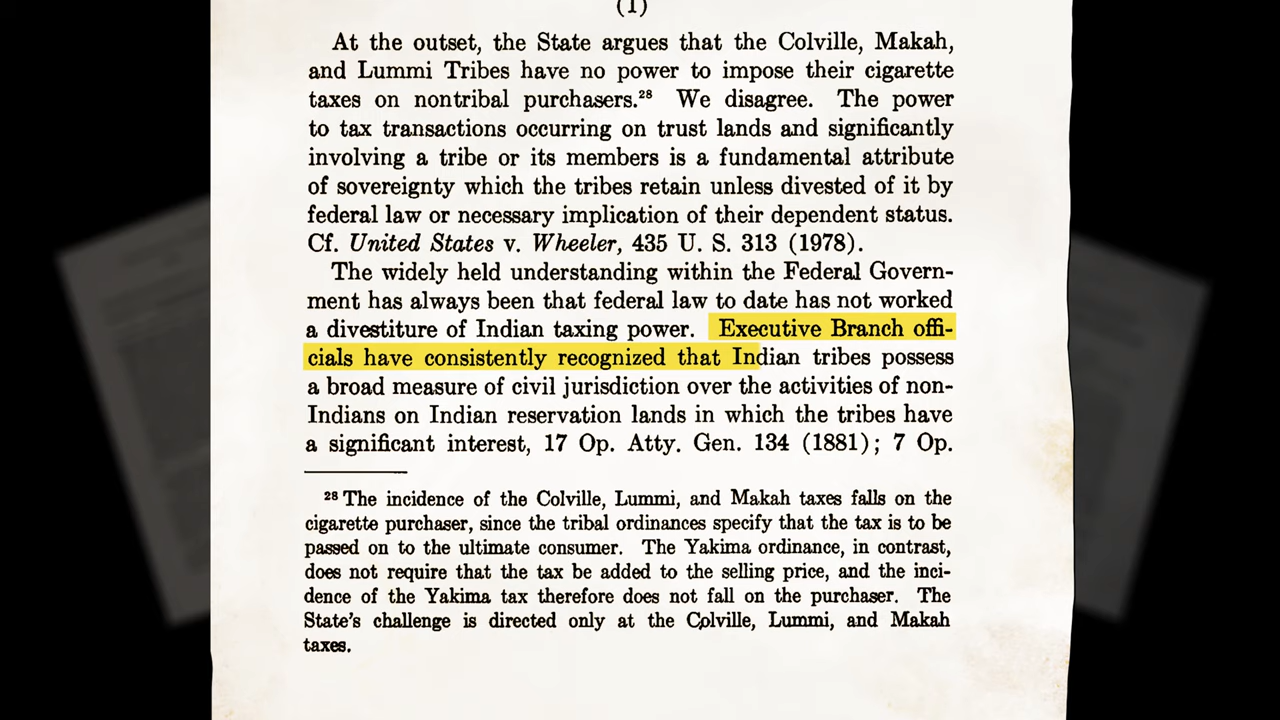 (1)
At the outset, the State argues that the Colville, Makah,
and Lummi Tribes have no power to impose their cigarette
taxes on nontribal purchasers.²⁸ We disagree. The power
to tax transactions occurring on trust lands and significantly
involving a tribe or its members is a fundamental attribute
of sovereignty which the tribes retain unless divested of it by
federal law or necessary implication of their dependent status.
Cf. United States v. Wheeler, 435 U. S. 313 (1978).
The widely held understanding within the Federal Govern-
ment has always been that federal law to date has not worked
a divestiture of Indian taxing power. Executive Branch offi-
cials have consistently recognized that Indian tribes possess
a broad measure of civil jurisdiction over the activities of non-
Indians on Indian reservation lands in which the tribes have
a significant interest, 17 Op. Atty. Gen. 134 (1881); 7 Op.
²⁸ The incidence of the Colville, Lummi, and Makah taxes falls on the
cigarette purchaser, since the tribal ordinances specify that the tax is to be
passed on to the ultimate consumer. The Yakima ordinance, in contrast,
does not require that the tax be added to the selling price, and the inci-
dence of the Yakima tax therefore does not fall on the purchaser. The
State's challenge is directed only at the Colville, Lummi, and Makah
taxes.